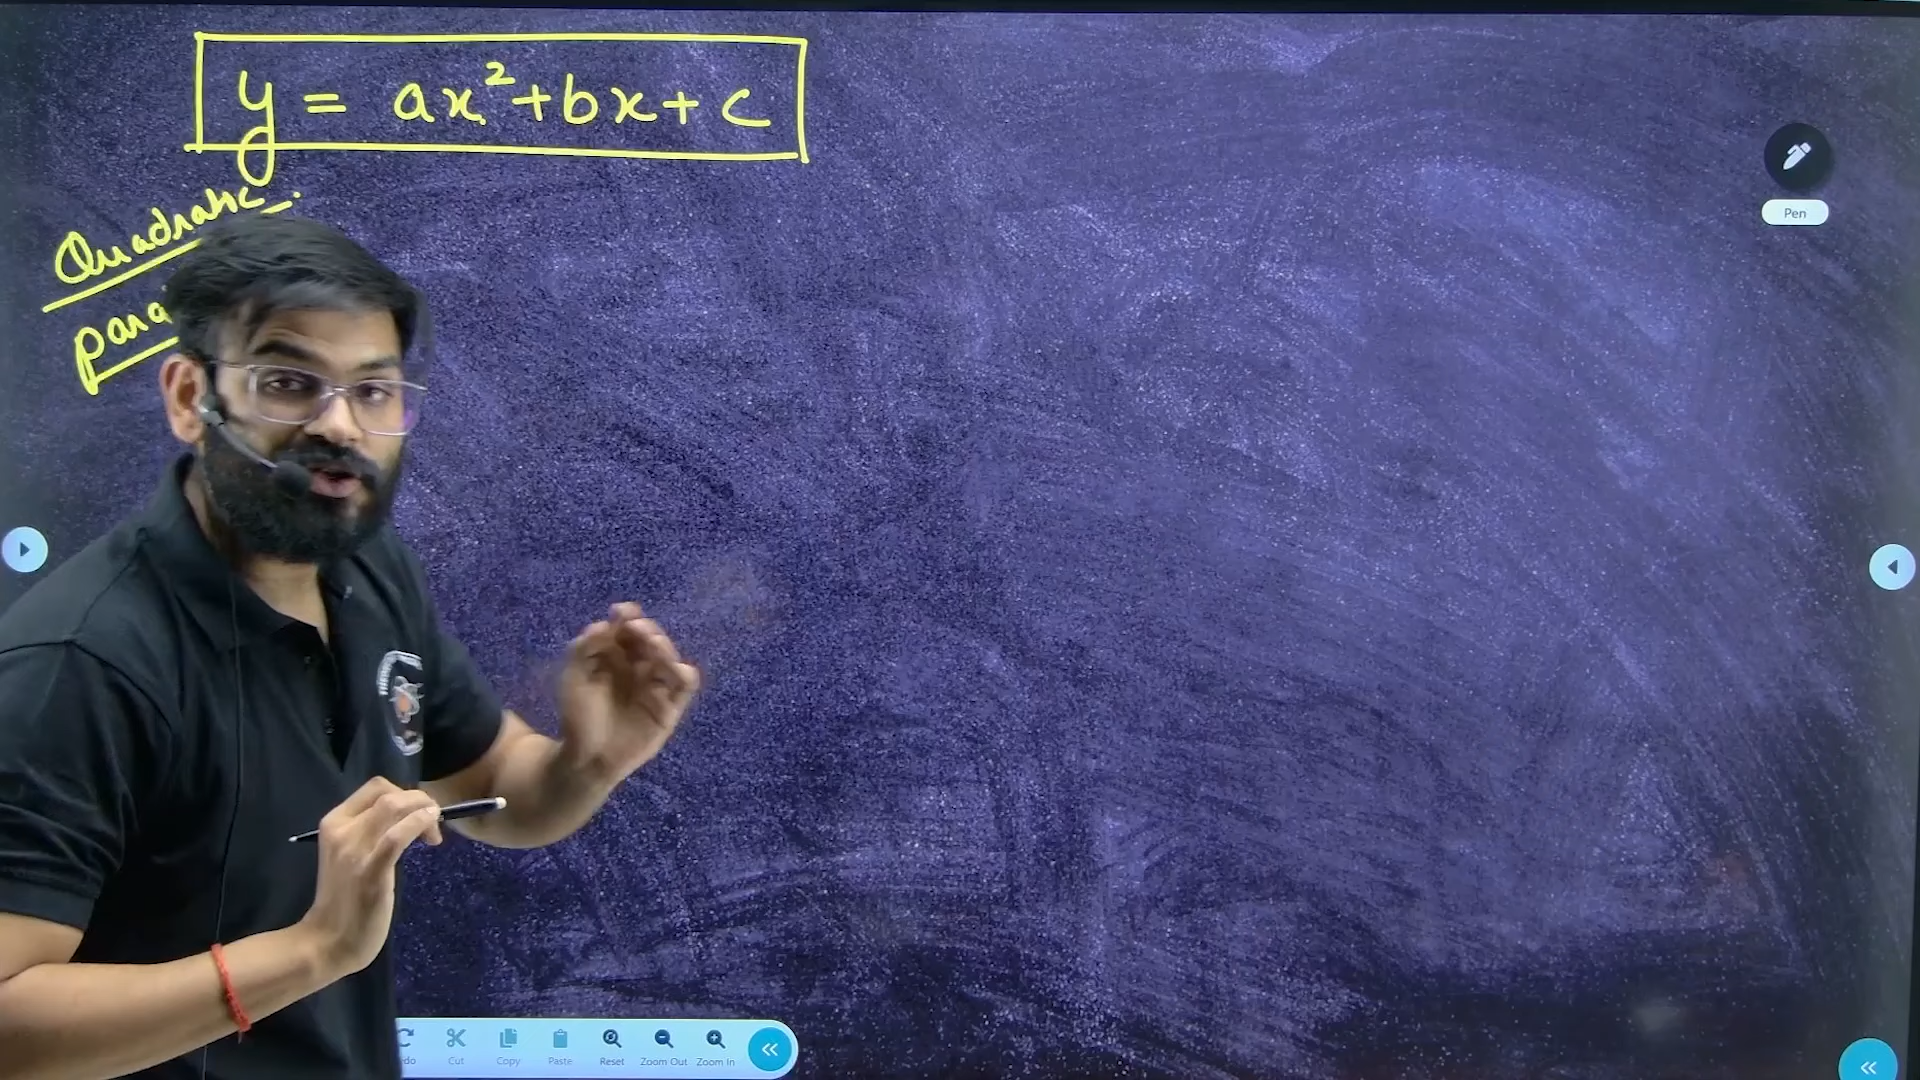 y = ax²+bx+c
Quadratic
Pen
Cut Copy Paste Reset Zoom Out Zoom In